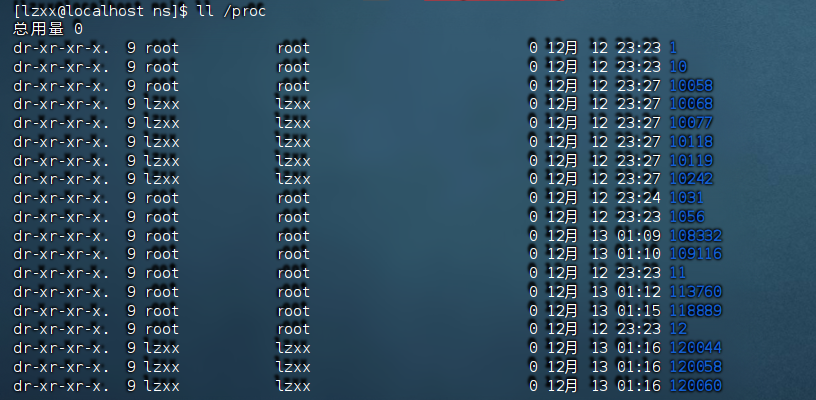 [lzxx@localhost ns]$ ll /proc
总用量 0
dr-xr-xr-x. 9 root root 0 12月 12 23:23 1
dr-xr-xr-x. 9 root root 0 12月 12 23:23 10
dr-xr-xr-x. 9 root root 0 12月 12 23:27 10058
dr-xr-xr-x. 9 lzxx lzxx 0 12月 12 23:27 10068
dr-xr-xr-x. 9 lzxx lzxx 0 12月 12 23:27 10077
dr-xr-xr-x. 9 lzxx lzxx 0 12月 12 23:27 10118
dr-xr-xr-x. 9 lzxx lzxx 0 12月 12 23:27 10119
dr-xr-xr-x. 9 lzxx lzxx 0 12月 12 23:27 10242
dr-xr-xr-x. 9 root root 0 12月 12 23:24 1031
dr-xr-xr-x. 9 root root 0 12月 12 23:23 1056
dr-xr-xr-x. 9 root root 0 12月 13 01:09 108332
dr-xr-xr-x. 9 root root 0 12月 13 01:10 109116
dr-xr-xr-x. 9 root root 0 12月 12 23:23 11
dr-xr-xr-x. 9 root root 0 12月 13 01:12 113760
dr-xr-xr-x. 9 root root 0 12月 13 01:15 118889
dr-xr-xr-x. 9 root root 0 12月 12 23:23 12
dr-xr-xr-x. 9 lzxx lzxx 0 12月 13 01:16 120044
dr-xr-xr-x. 9 lzxx lzxx 0 12月 13 01:16 120058
dr-xr-xr-x. 9 lzxx lzxx 0 12月 13 01:16 120060